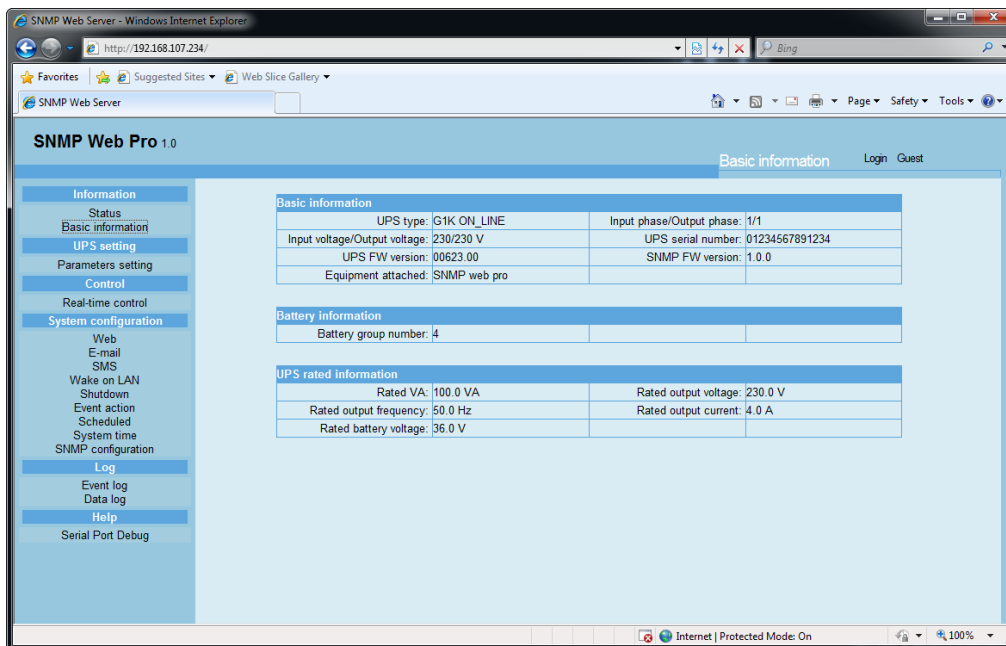 SNMP Web Server - Windows Internet Explorer
http://192.168.107.234/
Bing
Favorites
Suggested Sites
Web Slice Gallery
SNMP Web Server
Page
Safety
Tools
SNMP Web Pro 1.0
Basic information
Login
Guest
Information
Status
Basic information
UPS setting
Parameters setting
Control
Real-time control
System configuration
Web
E-mail
SMS
Wake on LAN
Shutdown
Event action
Scheduled
System time
SNMP configuration
Log
Event log
Data log
Help
Serial Port Debug
Basic information
UPS type: G1K ON_LINE Input phase/Output phase: 1/1
Input voltage/Output voltage: 230/230 V UPS serial number: 01234567891234
UPS FW version: 00623.00 SNMP FW version: 1.0.0
Equipment attached: SNMP web pro
Battery information
Battery group number: 4
UPS rated information
Rated VA: 100.0 VA Rated output voltage: 230.0 V
Rated output frequency: 50.0 Hz Rated output current: 4.0 A
Rated battery voltage: 36.0 V
Internet | Protected Mode: On
100%